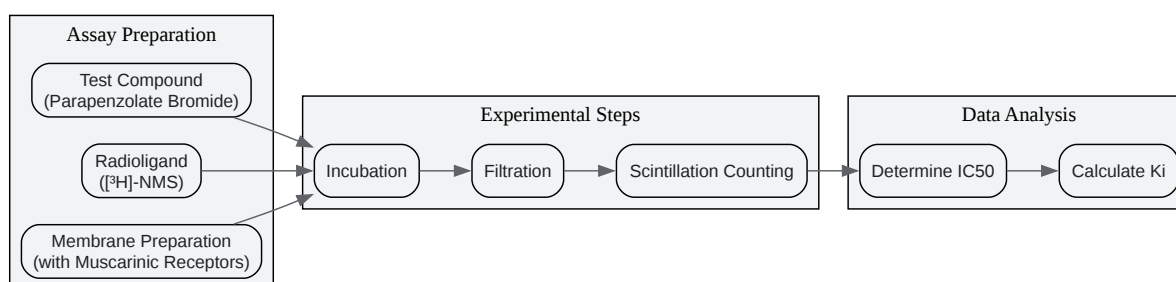 Assay Preparation
Test Compound
(Parapenzolate Bromide)
Radioligand
([³H]-NMS)
Membrane Preparation
(with Muscarinic Receptors)
Experimental Steps
Incubation
Filtration
Scintillation Counting
Data Analysis
Determine IC50
Calculate Ki